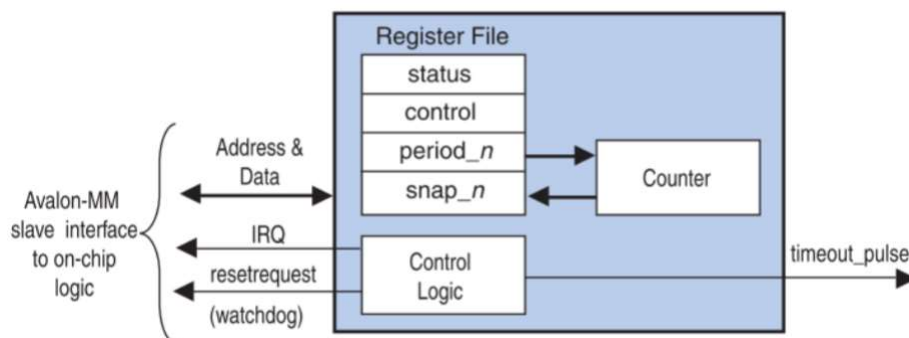 Register File
status
control
period_n
snap_n
Counter
Address &
Data
Avalon-MM
slave interface
to on-chip
logic
IRQ
resetrequest
(watchdog)
Control
Logic
timeout_pulse